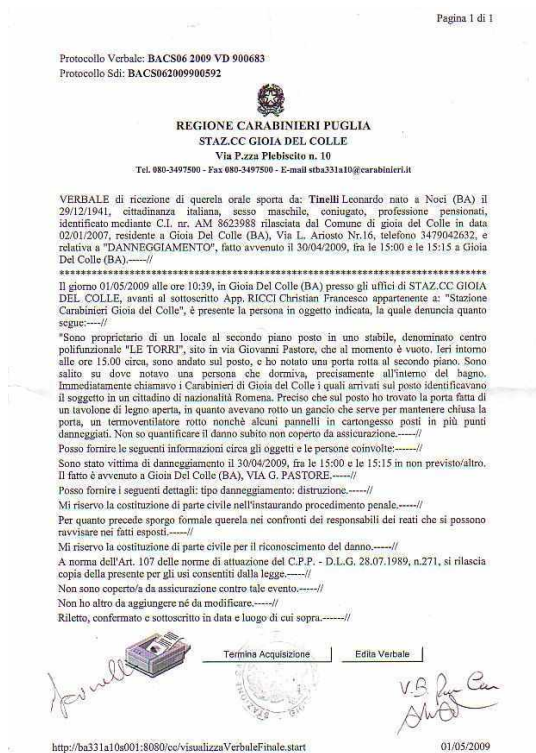 Pagina 1 di 1
Protocollo Verbale: BACS06 2009 VD 900683
Protocollo Sdi: BACS062009900592
REGIONE CARABINIERI PUGLIA
STAZ.CC GIOIA DEL COLLE
Via P.zza Plebiscito n. 10
Tel. 080-3497500 - Fax 080-3497500 - E-mail stba331a10@carabinieri.it
VERBALE di ricezione di querela orale sporta da: Tinelli Leonardo nato a Noci (BA) il
29/12/1941, cittadinanza italiana, sesso maschile, coniugato, professione pensionati,
identificato mediante C.I. nr. AM 8623988 rilasciata dal Comune di gioia del Colle in data
02/01/2007, residente a Gioia Del Colle (BA), Via L. Ariosto Nr.16, telefono 3479042632, e
relativa a "DANNEGGIAMENTO", fatto avvenuto il 30/04/2009, fra le 15:00 e le 15:15 a Gioia
Del Colle (BA).-----//
Il giorno 01/05/2009 alle ore 10:39, in Gioia Del Colle (BA) presso gli uffici di STAZ.CC GIOIA
DEL COLLE, avanti al sottoscritto App. RICCI Christian Francesco appartenente a: "Stazione
Carabinieri Gioia del Colle", è presente la persona in oggetto indicata, la quale denuncia quanto
segue:----//
"Sono proprietario di un locale al secondo piano posto in uno stabile, denominato centro
polifunzionale "LE TORRI", sito in via Giovanni Pastore, che al momento è vuoto. Ieri intorno
alle ore 15.00 circa, sono andato sul posto, e ho notato una porta rotta al secondo piano. Sono
salito su dove notavo una persona che dormiva, precisamente all'interno del bagno.
Immediatamente chiamavo i Carabinieri di Gioia del Colle i quali arrivati sul posto identificavano
il soggetto in un cittadino di nazionalità Romena. Preciso che sul posto ho trovato la porta fatta di
un tavolone di legno aperta, in quanto avevano rotto un gancio che serve per mantenere chiusa la
porta, un termoventilatore rotto nonchè alcuni pannelli in cartongesso posti in più punti
danneggiati. Non so quantificare il danno subito non coperto da assicurazione.-----//
Posso fornire le seguenti informazioni circa gli oggetti e le persone coinvolte:------//
Sono stato vittima di danneggiamento il 30/04/2009, fra le 15:00 e le 15:15 in non previsto/altro.
Il fatto è avvenuto a Gioia Del Colle (BA), VIA G. PASTORE.-----//
Posso fornire i seguenti dettagli: tipo danneggiamento: distruzione.-----//
Mi riservo la costituzione di parte civile nell'instaurando procedimento penale.-----//
Per quanto precede sporgo formale querela nei confronti dei responsabili dei reati che si possono
ravvisare nei fatti esposti.-----//
Mi riservo la costituzione di parte civile per il riconoscimento del danno.-----//
A norma dell'Art. 107 delle norme di attuazione del C.P.P. - D.L.G. 28.07.1989, n.271, si rilascia
copia della presente per gli usi consentiti dalla legge.-----//
Non sono coperto/a da assicurazione contro tale evento.-----//
Non ho altro da aggiungere né da modificare.-----//
Riletto, confermato e sottoscritto in data e luogo di cui sopra.------//
Termina Acquisizione
Edita Verbale
http://ba331a10s001:8080/cc/visualizzaVerbaleFinale.start
01/05/2009